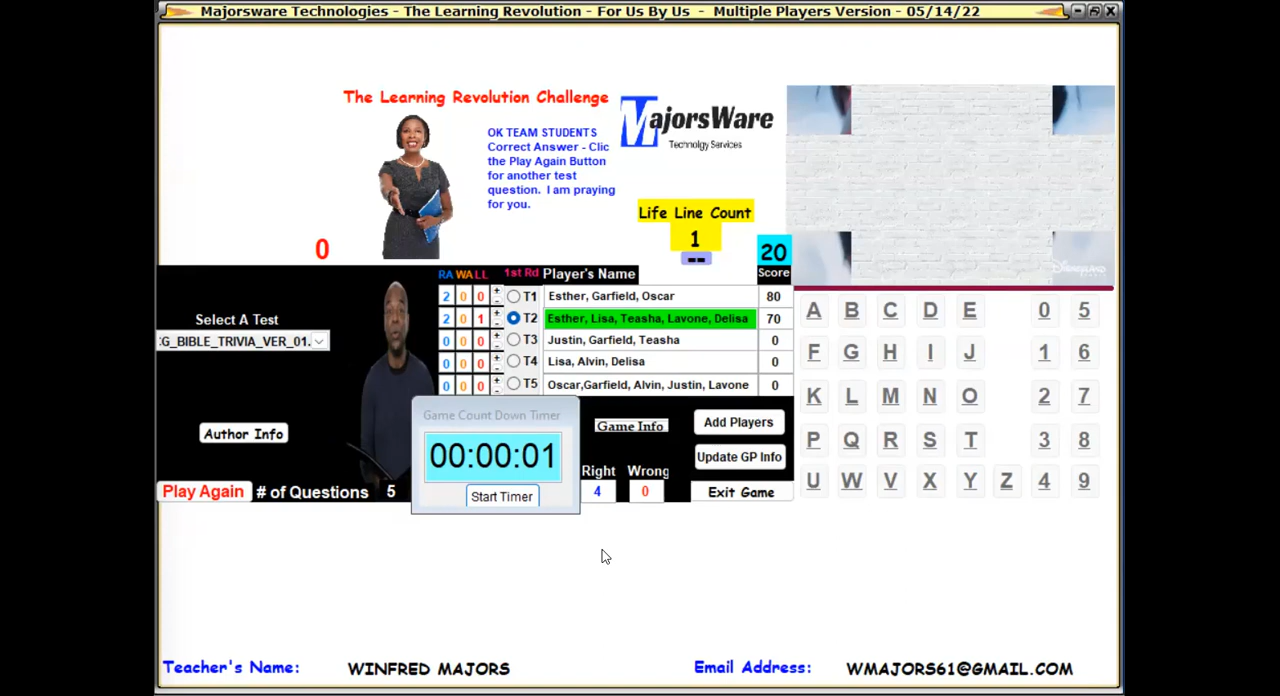 Majorsware Technologies - The Learning Revolution - For Us By Us - Multiple Players Version - 05/14/22
The Learning Revolution Challenge
MajorsWare
Technolgy Services
OK TEAM STUDENTS
Correct Answer - Clic
the Play Again Button
for another test
question. I am praying
for you.
Life Line Count
1
--
0
20
Score
RA WA LL 1st Rd Player's Name
2 0 0 + - T1 Esther, Garfield, Oscar 80
2 0 1 + - T2 Esther, Lisa, Teasha, Lavone, Delisa 70
0 0 0 + - T3 Justin, Garfield, Teasha 0
0 0 0 + - T4 Lisa, Alvin, Delisa 0
0 0 0 + - T5 Oscar,Garfield, Alvin, Justin, Lavone 0
Select A Test
G_BIBLE_TRIVIA_VER_01.
Author Info
Play Again # of Questions 5
Game Count Down Timer
00:00:01
Start Timer
Game Info
Right Wrong
4 0
Add Players
Update GP Info
Exit Game
A B C D E 0 5
F G H I J 1 6
K L M N O 2 7
P Q R S T 3 8
U W V X Y Z 4 9
Teacher's Name: WINFRED MAJORS Email Address: WMAJORS61@GMAIL.COM